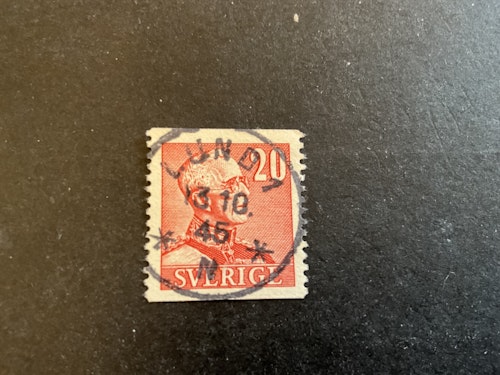 LUND 1
20
13.10.
45
* *
N
SVERIGE